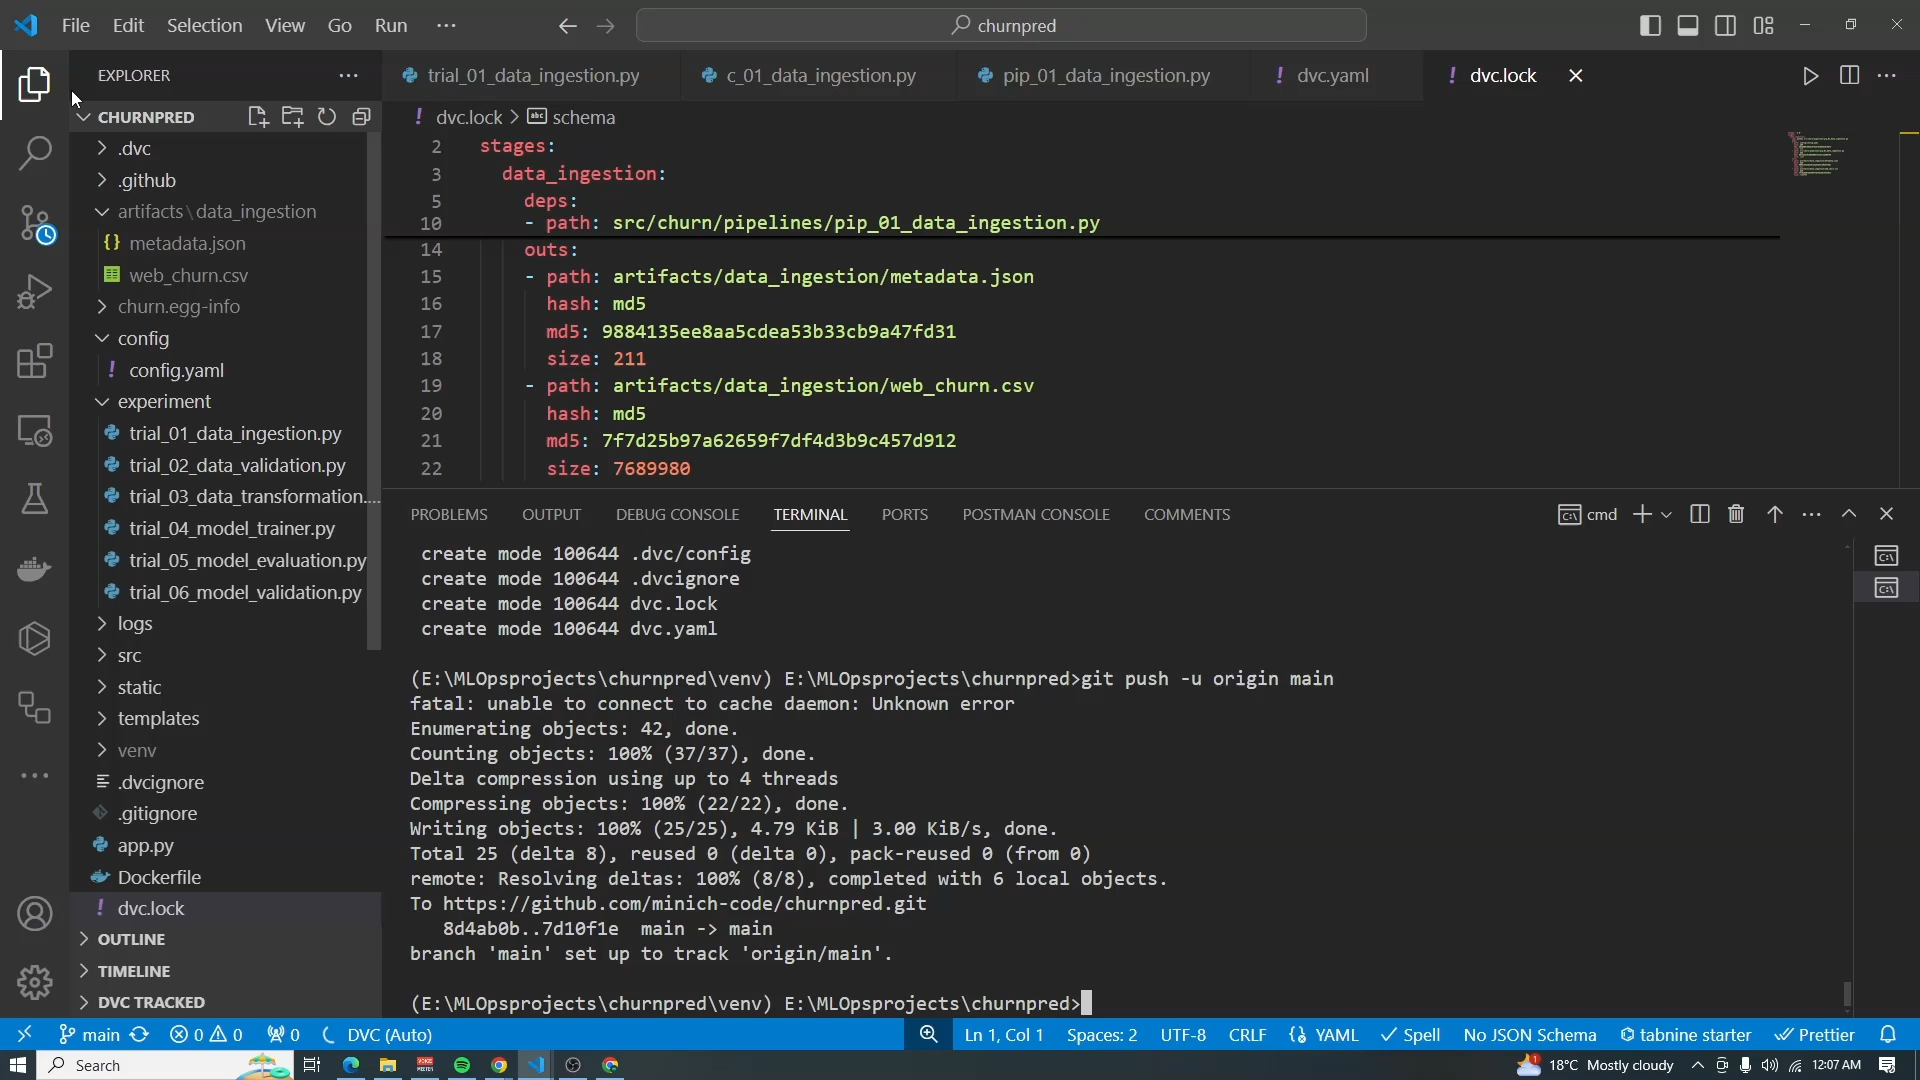 File Edit Selection View Go Run ···
churnpred
EXPLORER
trial_01_data_ingestion.py
c_01_data_ingestion.py
pip_01_data_ingestion.py
! dvc.yaml
! dvc.lock
CHURNPRED
! dvc.lock > abc schema
.dvc
.github
artifacts\data_ingestion
{} metadata.json
web_churn.csv
churn.egg-info
config
! config.yaml
experiment
trial_01_data_ingestion.py
trial_02_data_validation.py
trial_03_data_transformation....
trial_04_model_trainer.py
trial_05_model_evaluation.py
trial_06_model_validation.py
logs
src
static
templates
venv
.dvcignore
.gitignore
app.py
Dockerfile
! dvc.lock
OUTLINE
TIMELINE
DVC TRACKED
2 stages:
3 data_ingestion:
5 deps:
10 - path: src/churn/pipelines/pip_01_data_ingestion.py
14 outs:
15 - path: artifacts/data_ingestion/metadata.json
16 hash: md5
17 md5: 9884135ee8aa5cdea53b33cb9a47fd31
18 size: 211
19 - path: artifacts/data_ingestion/web_churn.csv
20 hash: md5
21 md5: 7f7d25b97a62659f7df4d3b9c457d912
22 size: 7689980
PROBLEMS OUTPUT DEBUG CONSOLE TERMINAL PORTS POSTMAN CONSOLE COMMENTS
cmd
create mode 100644 .dvc/config
create mode 100644 .dvcignore
create mode 100644 dvc.lock
create mode 100644 dvc.yaml
(E:\MLOpsprojects\churnpred\venv) E:\MLOpsprojects\churnpred>git push -u origin main
fatal: unable to connect to cache daemon: Unknown error
Enumerating objects: 42, done.
Counting objects: 100% (37/37), done.
Delta compression using up to 4 threads
Compressing objects: 100% (22/22), done.
Writing objects: 100% (25/25), 4.79 KiB | 3.00 KiB/s, done.
Total 25 (delta 8), reused 0 (delta 0), pack-reused 0 (from 0)
remote: Resolving deltas: 100% (8/8), completed with 6 local objects.
To https://github.com/minich-code/churnpred.git
8d4ab0b..7d10f1e main -> main
branch 'main' set up to track 'origin/main'.
(E:\MLOpsprojects\churnpred\venv) E:\MLOpsprojects\churnpred>
main 0 0 0 DVC (Auto) Ln 1, Col 1 Spaces: 2 UTF-8 CRLF {} YAML Spell No JSON Schema tabnine starter Prettier
Search
18°C Mostly cloudy 12:07 AM